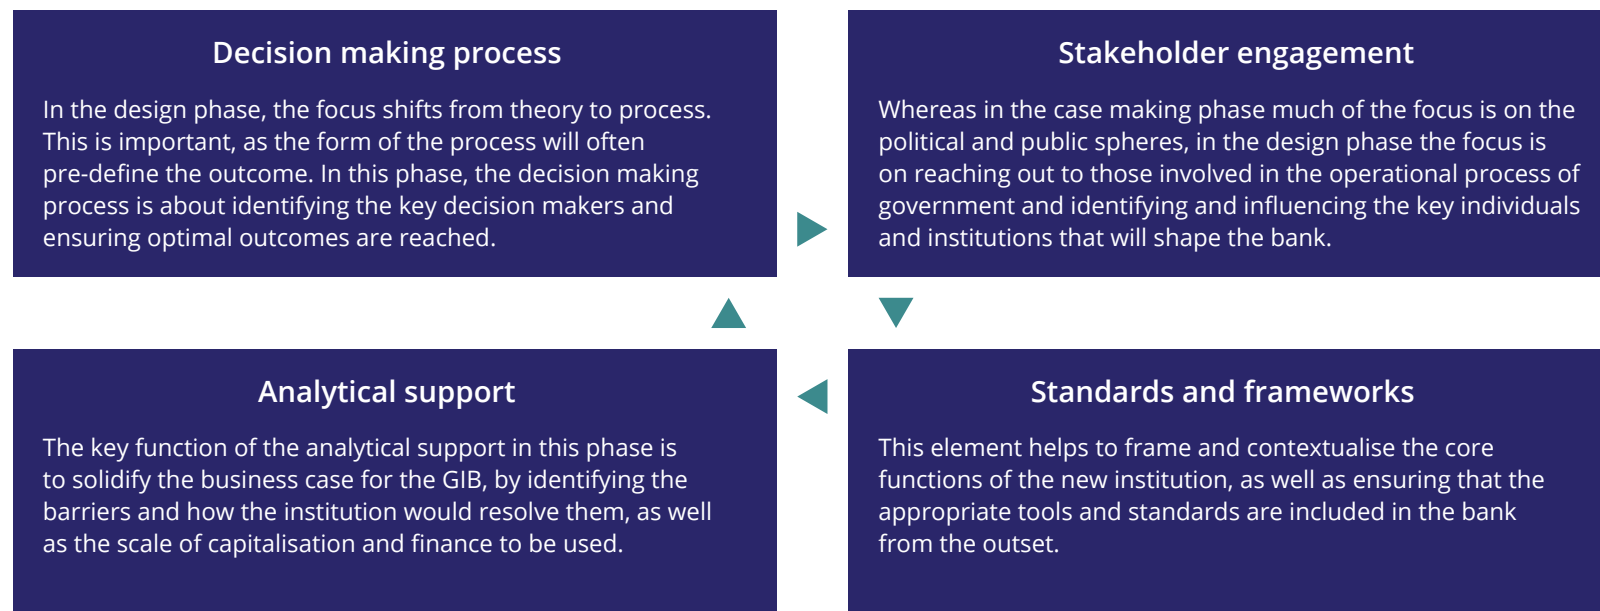 Decision making process
In the design phase, the focus shifts from theory to process.
This is important, as the form of the process will often
pre-define the outcome. In this phase, the decision making
process is about identifying the key decision makers and
ensuring optimal outcomes are reached.
Stakeholder engagement
Whereas in the case making phase much of the focus is on the
political and public spheres, in the design phase the focus is
on reaching out to those involved in the operational process of
government and identifying and influencing the key individuals
and institutions that will shape the bank.
Analytical support
The key function of the analytical support in this phase is
to solidify the business case for the GIB, by identifying the
barriers and how the institution would resolve them, as well
as the scale of capitalisation and finance to be used.
Standards and frameworks
This element helps to frame and contextualise the core
functions of the new institution, as well as ensuring that the
appropriate tools and standards are included in the bank
from the outset.